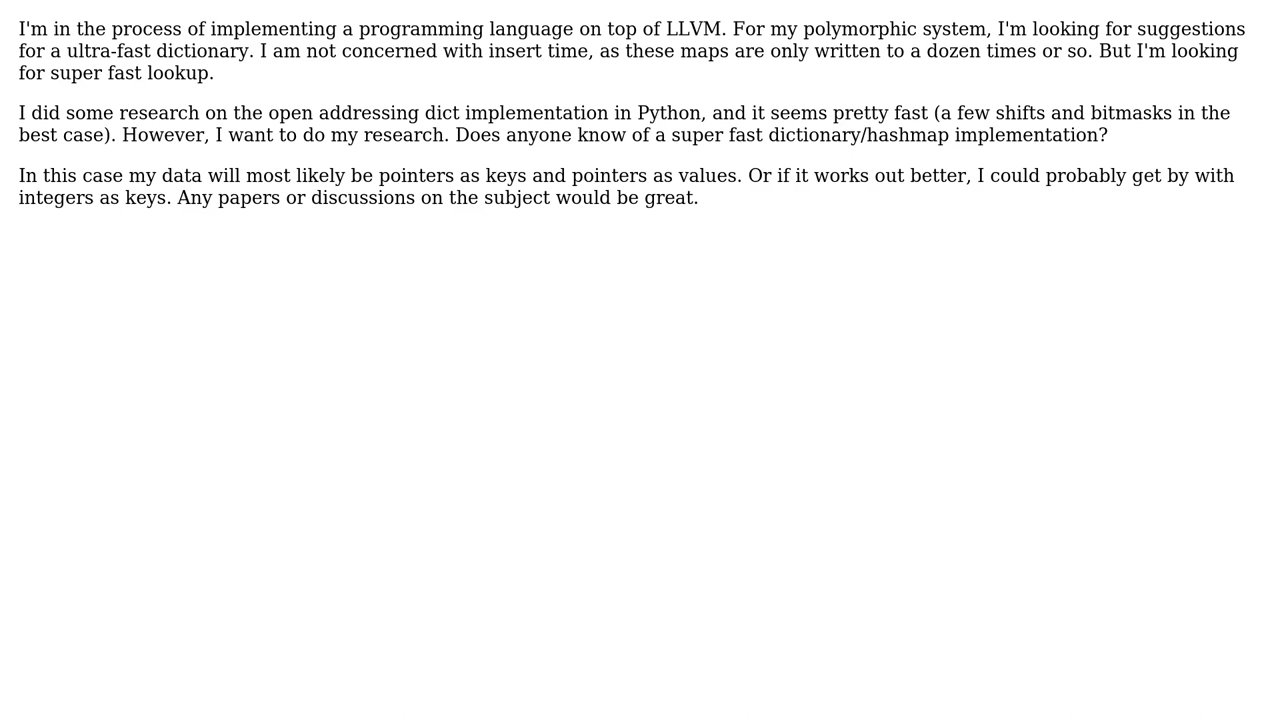 I'm in the process of implementing a programming language on top of LLVM. For my polymorphic system, I'm looking for suggestions
for a ultra-fast dictionary. I am not concerned with insert time, as these maps are only written to a dozen times or so. But I'm looking
for super fast lookup.
I did some research on the open addressing dict implementation in Python, and it seems pretty fast (a few shifts and bitmasks in the
best case). However, I want to do my research. Does anyone know of a super fast dictionary/hashmap implementation?
In this case my data will most likely be pointers as keys and pointers as values. Or if it works out better, I could probably get by with
integers as keys. Any papers or discussions on the subject would be great.